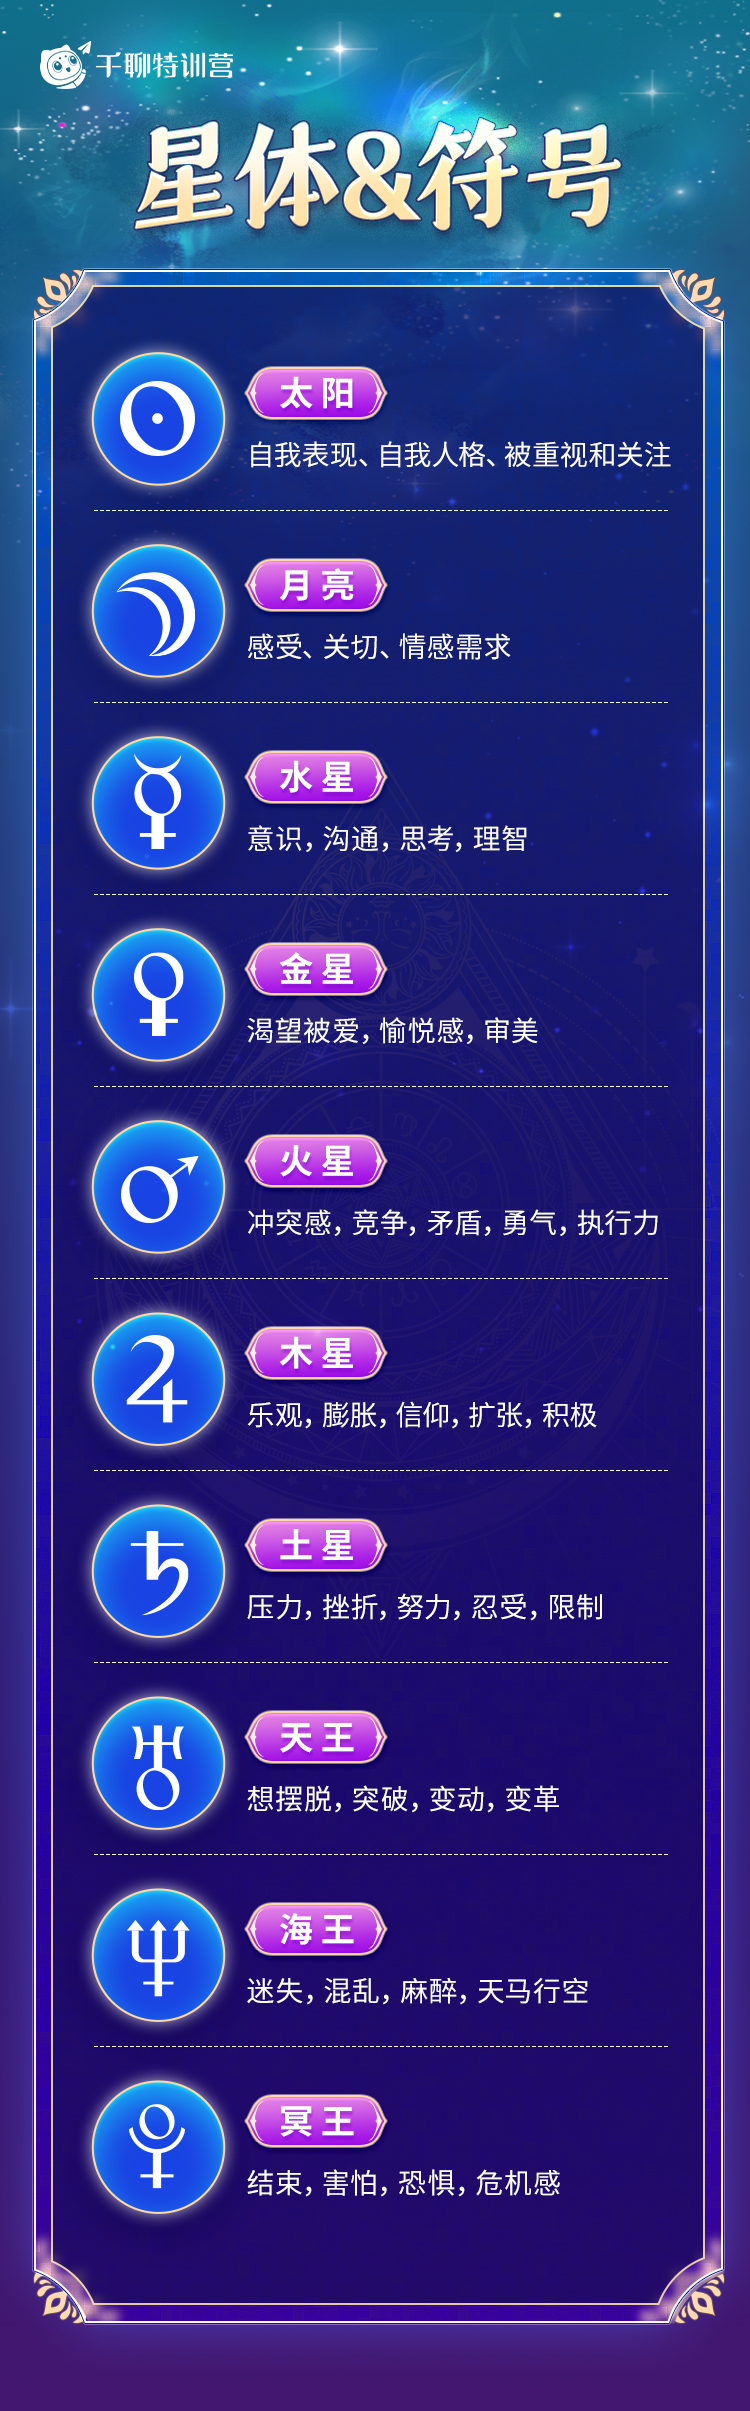 千聊特训营
星体&符号
太阳
自我表现、自我人格、被重视和关注
月亮
感受、关切、情感需求
水星
意识，沟通，思考，理智
金星
渴望被爱，愉悦感，审美
火星
冲突感，竞争，矛盾，勇气，执行力
木星
乐观，膨胀，信仰，扩张，积极
土星
压力，挫折，努力，忍受，限制
天王
想摆脱，突破，变动，变革
海王
迷失，混乱，麻醉，天马行空
冥王
结束，害怕，恐惧，危机感